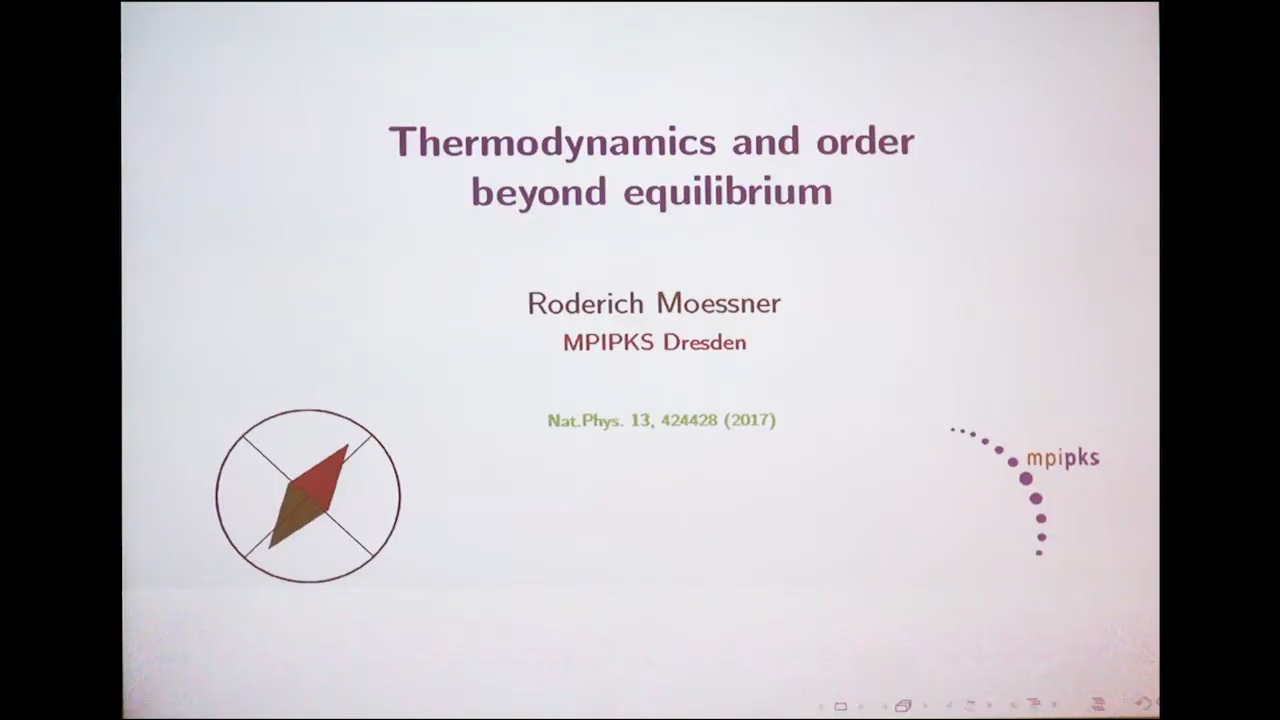 Thermodynamics and order
beyond equilibrium
Roderich Moessner
MPIPKS Dresden
Nat.Phys. 13, 424428 (2017)
mpipks